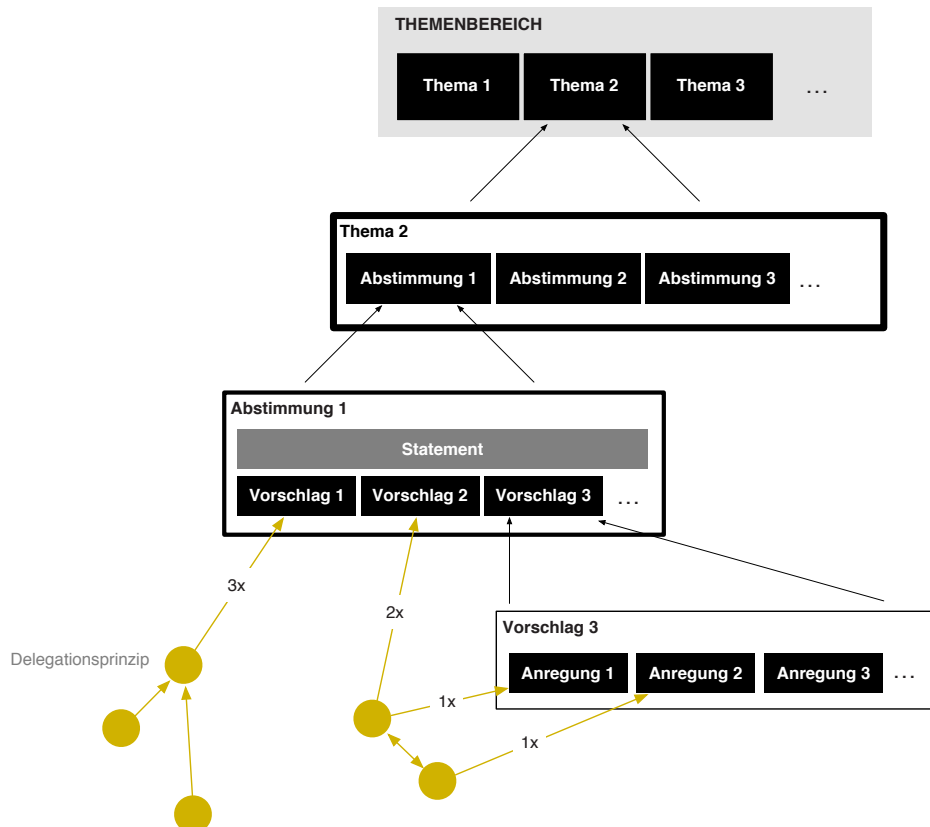 THEMENBEREICH
Thema 1 Thema 2 Thema 3 ...
Thema 2
Abstimmung 1 Abstimmung 2 Abstimmung 3 ...
Abstimmung 1
Statement
Vorschlag 1 Vorschlag 2 Vorschlag 3 ...
3x
2x
Vorschlag 3
Delegationsprinzip
Anregung 1 Anregung 2 Anregung 3 ...
1x
1x